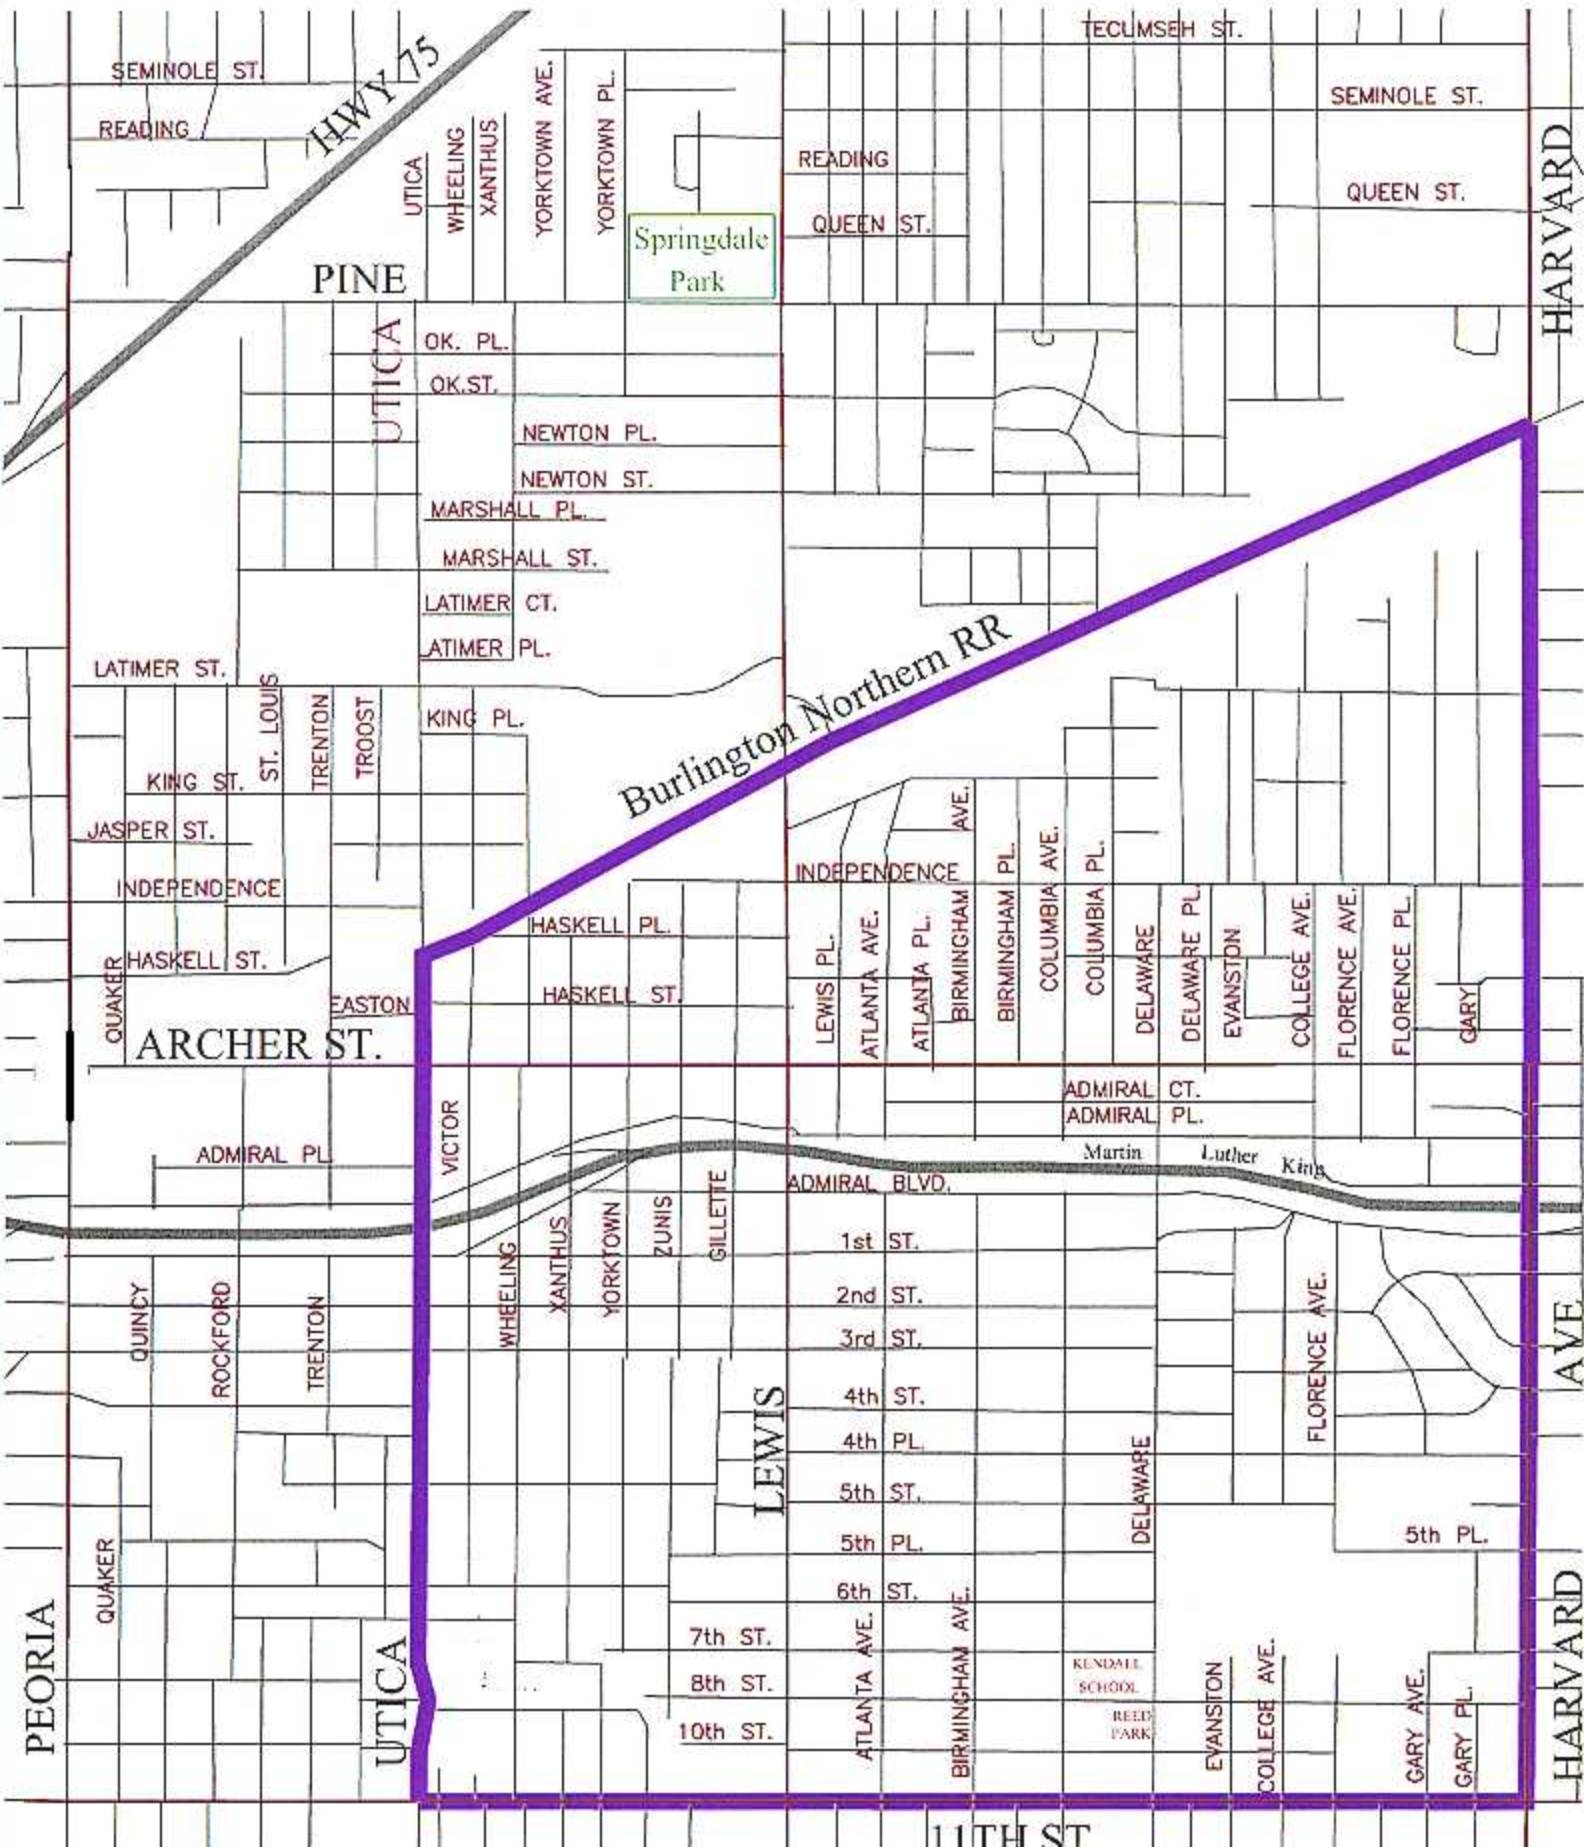 TECUMSEH ST.
SEMINOLE ST.
HWY 75
SEMINOLE ST.
READING
UTICA
WHEELING
XANTHUS
YORKTOWN AVE.
YORKTOWN PL.
READING
QUEEN ST.
HARVARD
Springdale
Park
QUEEN ST.
PINE
UTICA
OK. PL.
OK.ST.
NEWTON PL.
NEWTON ST.
MARSHALL PL.
MARSHALL ST.
LATIMER CT.
LATIMER PL.
LATIMER ST.
Burlington Northern RR
ST. LOUIS
TRENTON
TROOST
KING PL.
KING ST.
JASPER ST.
INDEPENDENCE
INDEPENDENCE
AVE.
HASKELL PL.
HASKELL ST.
QUAKER
HASKELL ST.
EASTON
LEWIS PL.
ATLANTA AVE.
ATLANTA PL.
BIRMINGHAM
BIRMINGHAM PL.
COLUMBIA AVE.
COLUMBIA PL.
DELAWARE
DELAWARE PL.
EVANSTON
COLLEGE AVE.
FLORENCE AVE.
FLORENCE PL.
GARY
ARCHER ST.
ADMIRAL CT.
ADMIRAL PL.
VICTOR
ADMIRAL PL.
Martin Luther King
ADMIRAL BLVD.
WHEELING
XANTHUS
YORKTOWN
ZUNIS
GILLETTE
1st ST.
QUINCY
ROCKFORD
TRENTON
2nd ST.
3rd ST.
FLORENCE AVE.
AVE
LEWIS
4th ST.
4th PL.
5th ST.
DELAWARE
5th PL.
5th PL.
QUAKER
6th ST.
PEORIA
UTICA
7th ST.
8th ST.
10th ST.
ATLANTA AVE.
BIRMINGHAM AVE.
KENDALL
SCHOOL
REED
PARK
EVANSTON
COLLEGE AVE.
GARY AVE.
GARY PL.
HARVARD
11TH ST